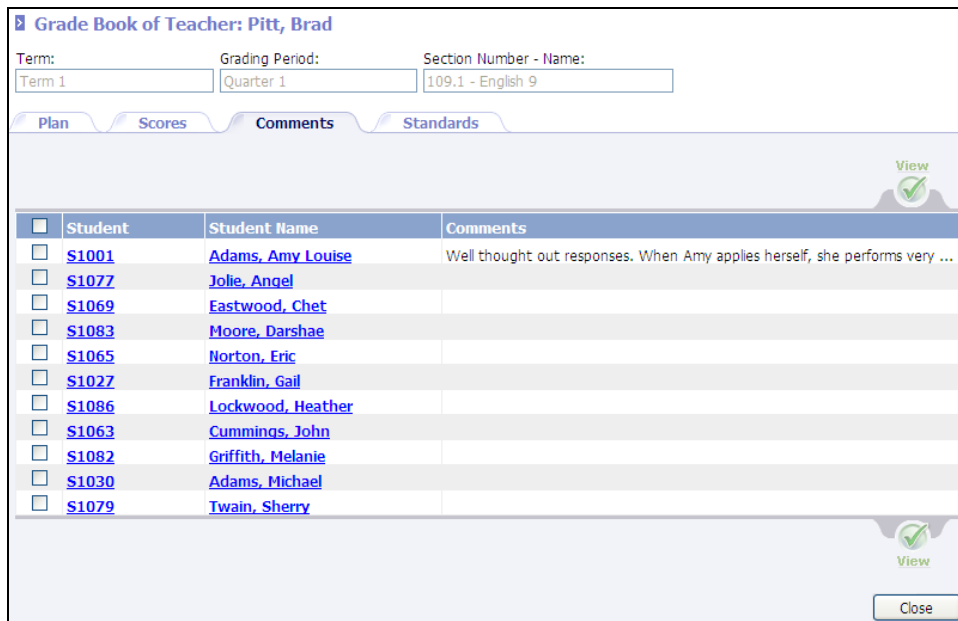 Grade Book of Teacher: Pitt, Brad
Term: Grading Period: Section Number - Name:
Term 1 Quarter 1 109.1 - English 9
Plan Scores Comments Standards
View
Student Student Name Comments
S1001 Adams, Amy Louise Well thought out responses. When Amy applies herself, she performs very ...
S1077 Jolie, Angel
S1069 Eastwood, Chet
S1083 Moore, Darshae
S1065 Norton, Eric
S1027 Franklin, Gail
S1086 Lockwood, Heather
S1063 Cummings, John
S1082 Griffith, Melanie
S1030 Adams, Michael
S1079 Twain, Sherry
View
Close